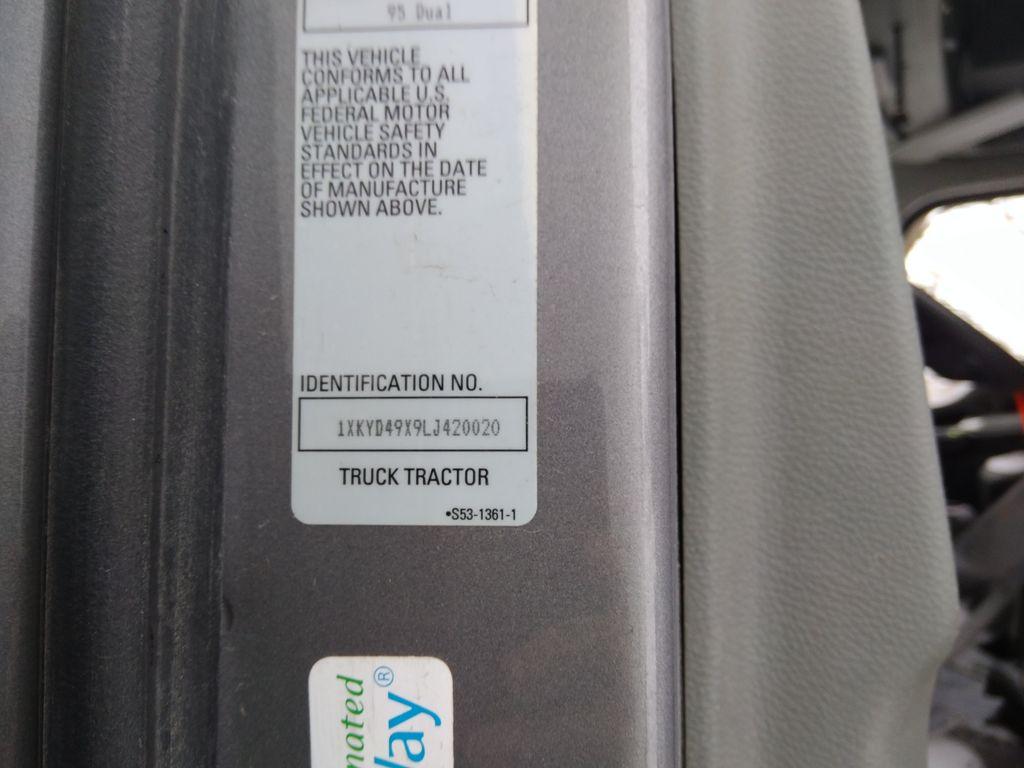 95 Dual
THIS VEHICLE
CONFORMS TO ALL
APPLICABLE U.S.
FEDERAL MOTOR
VEHICLE SAFETY
STANDARDS IN
EFFECT ON THE DATE
OF MANUFACTURE
SHOWN ABOVE.
IDENTIFICATION NO.
1XKYD49X9LJ420020
TRUCK TRACTOR
•S53-1361-1
nated
ay®